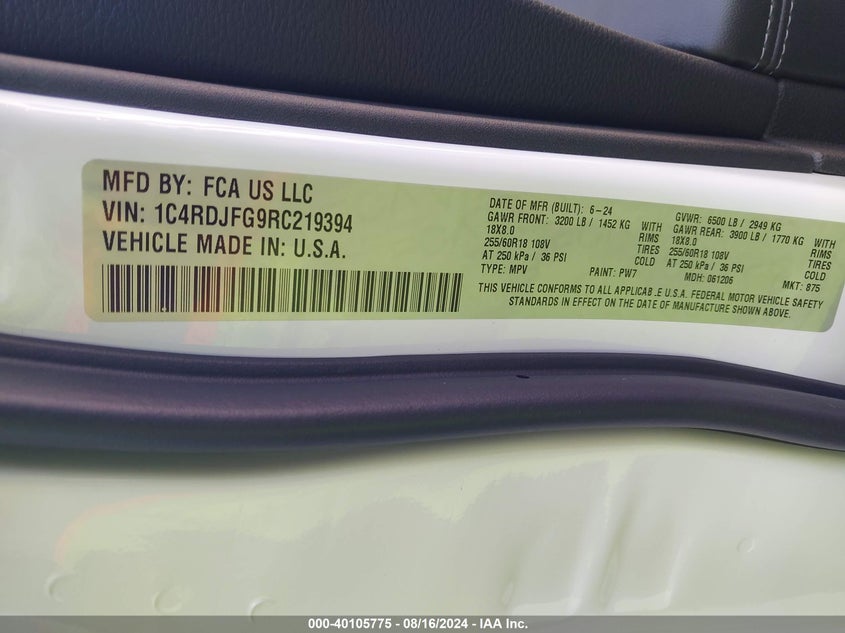 MFD BY: FCA US LLC
VIN: 1C4RDJFG9RC219394
VEHICLE MADE IN: U.S.A.
DATE OF MFR (BUILT): 6-24 GVWR: 6500 LB / 2949 KG
GAWR FRONT: 3200 LB / 1452 KG WITH GAWR REAR: 3900 LB / 1770 KG WITH
18X8.0 RIMS 18X8.0 RIMS
255/60R18 108V TIRES 255/60R18 108V TIRES
AT 250 kPa / 36 PSI COLD AT 250 kPa / 36 PSI COLD
TYPE: MPV PAINT: PW7 MDH: 061206 MKT: 875
THIS VEHICLE CONFORMS TO ALL APPLICAB.E U.S.A. FEDERAL MOTOR VEHICLE SAFETY
STANDARDS IN EFFECT ON THE DATE OF MANUFACTURE SHOWN ABOVE.
000-40105775 - 08/16/2024 - IAA Inc.